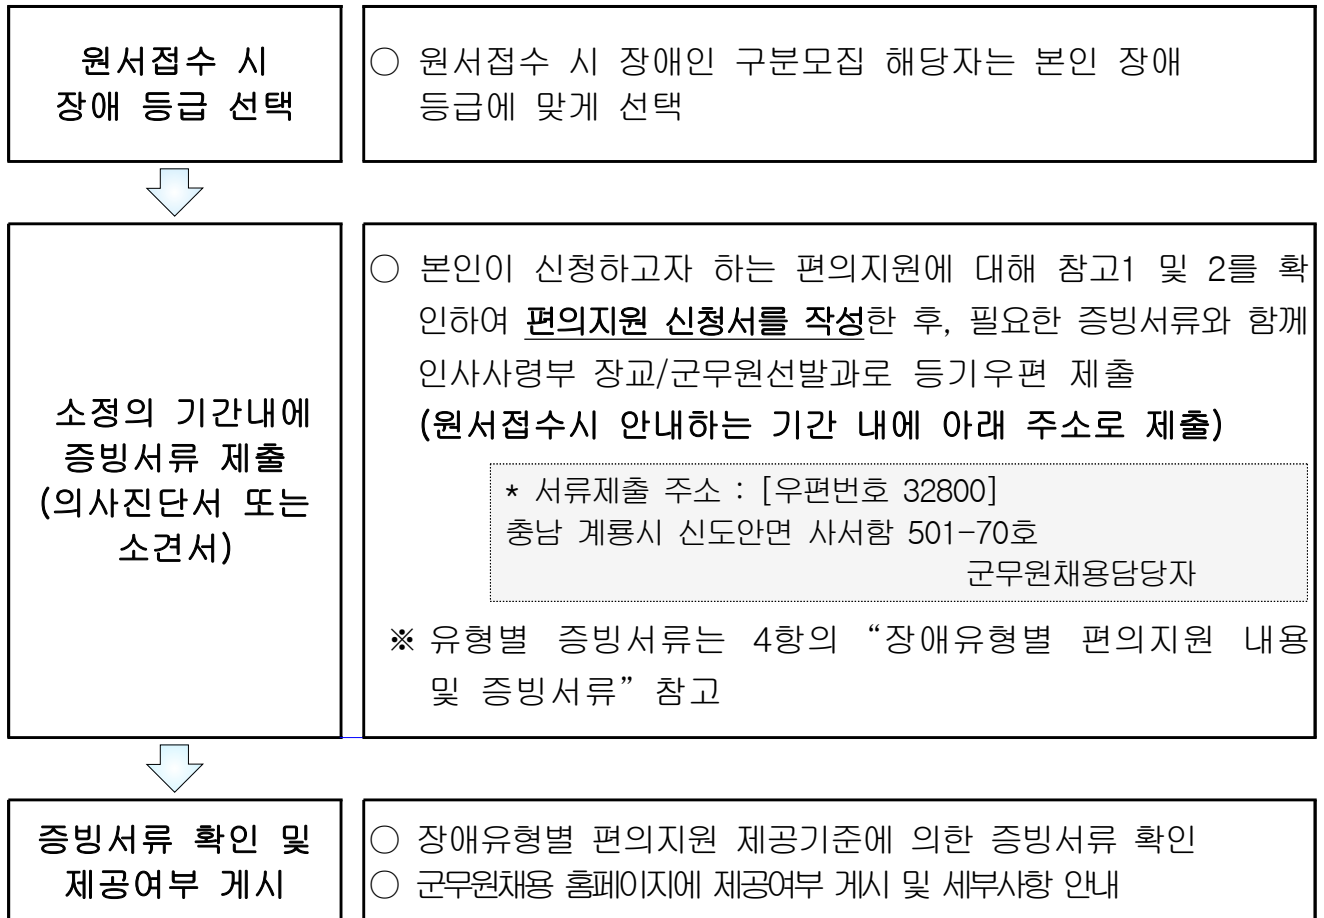 원서접수 시
장애 등급 선택
○ 원서접수 시 장애인 구분모집 해당자는 본인 장애
등급에 맞게 선택
소정의 기간내에
증빙서류 제출
(의사진단서 또는
소견서)
○ 본인이 신청하고자 하는 편의지원에 대해 참고1 및 2를 확
인하여 편의지원 신청서를 작성한 후, 필요한 증빙서류와 함께
인사사령부 장교/군무원선발과로 등기우편 제출
(원서접수시 안내하는 기간 내에 아래 주소로 제출)
* 서류제출 주소 : [우편번호 32800]
충남 계룡시 신도안면 사서함 501-70호
군무원채용담당자
※ 유형별 증빙서류는 4항의 “장애유형별 편의지원 내용
및 증빙서류” 참고
증빙서류 확인 및
제공여부 게시
○ 장애유형별 편의지원 제공기준에 의한 증빙서류 확인
○ 군무원채용 홈페이지에 제공여부 게시 및 세부사항 안내